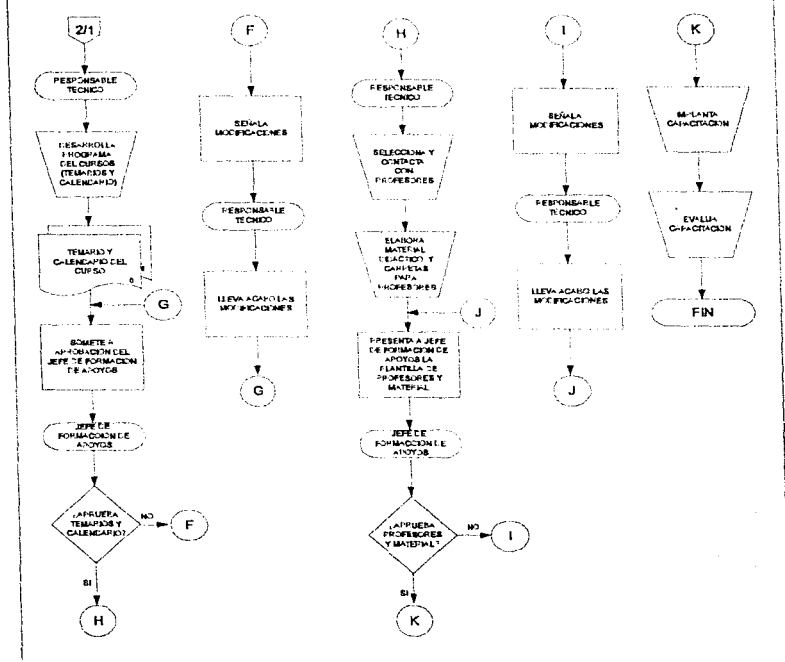 2/1
RESPONSABLE
TECNICO
DESARROLLA
PROGRAMA
DEL CURSOS
(TEMARIOS Y
CALENDARIO)
TEMARIO Y
CALENDARIO DEL
CURSO
0
G
SOMETE A
APROBACION DEL
JEFE DE FORMACION
DE APOYOS
JEFE DE
FORMACCION DE
APOYOS
¿APRUEBA
TEMARIOS Y
CALENDARIO?
NO
F
SI
H
F
SEÑALA
MODIFICACIONES
RESPONSABLE
TECNICO
LLEVA ACABO LAS
MODIFICACIONES
G
H
RESPONSABLE
TECNICO
SELECCIONA Y
CONTACTA
CON
PROFESORES
ELABORA
MATERIAL
DIDACTICO Y
CARPETAS
PARA
PROFESORES
J
PRESENTA A JEFE
DE FORMACION DE
APOYOS LA
PLANTILLA DE
PROFESORES Y
MATERIAL
JEFE DE
FORMACCION DE
APOYOS
¿APRUEBA
PROFESORES
Y MATERIAL?
NO
I
SI
K
I
SEÑALA
MODIFICACIONES
RESPONSABLE
TECNICO
LLEVA ACABO LAS
MODIFICACIONES
J
K
IMPLANTA
CAPACITACION
EVALUA
CAPACITACION
FIN